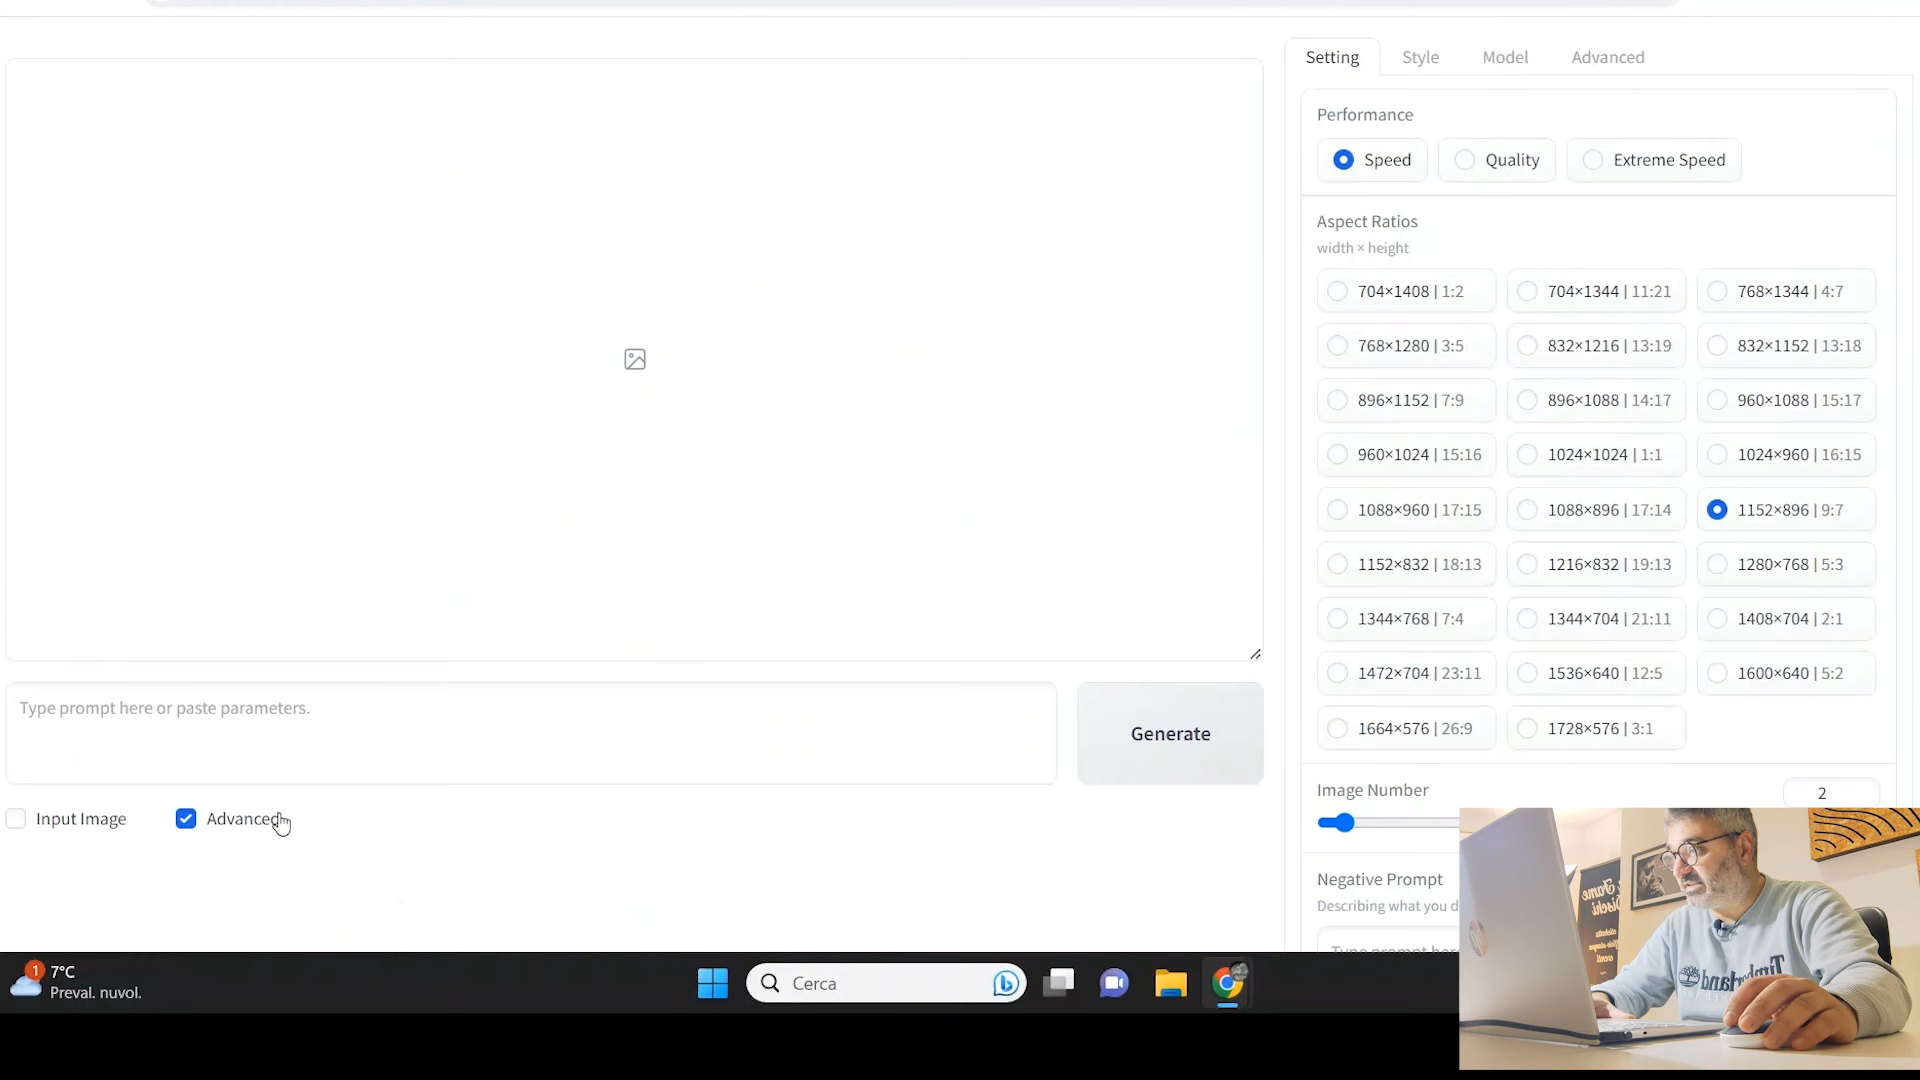 Setting Style Model Advanced
Performance
Speed Quality Extreme Speed
Aspect Ratios
width × height
704×1408 | 1:2 704×1344 | 11:21 768×1344 | 4:7
768×1280 | 3:5 832×1216 | 13:19 832×1152 | 13:18
896×1152 | 7:9 896×1088 | 14:17 960×1088 | 15:17
960×1024 | 15:16 1024×1024 | 1:1 1024×960 | 16:15
1088×960 | 17:15 1088×896 | 17:14 1152×896 | 9:7
1152×832 | 18:13 1216×832 | 19:13 1280×768 | 5:3
1344×768 | 7:4 1344×704 | 21:11 1408×704 | 2:1
1472×704 | 23:11 1536×640 | 12:5 1600×640 | 5:2
1664×576 | 26:9 1728×576 | 3:1
Image Number 2
Negative Prompt
Describing what you d
Type prompt here
Type prompt here or paste parameters.
Generate
Input Image Advanced
1
7°C
Preval. nuvol.
Cerca
Timberland